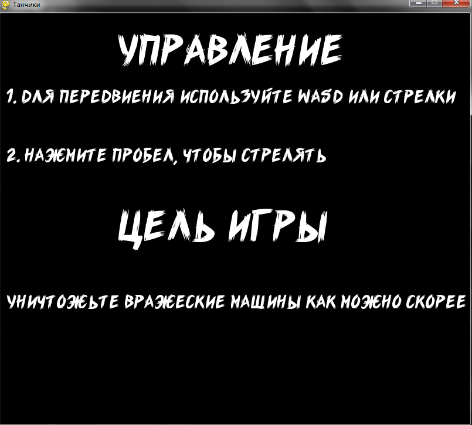 Танчики
УПРАВЛЕНИЕ
1. ДЛЯ ПЕРЕДВИЕНИЯ ИСПОЛЬЗУЙТЕ WASD ИЛИ СТРЕЛКИ
2. НАЖМИТЕ ПРОБЕЛ, ЧТОБЫ СТРЕЛЯТЬ
ЦЕЛЬ ИГРЫ
УНИЧТОЖЬТЕ ВРАЖЕСКИЕ МАШИНЫ КАК МОЖНО СКОРЕЕ